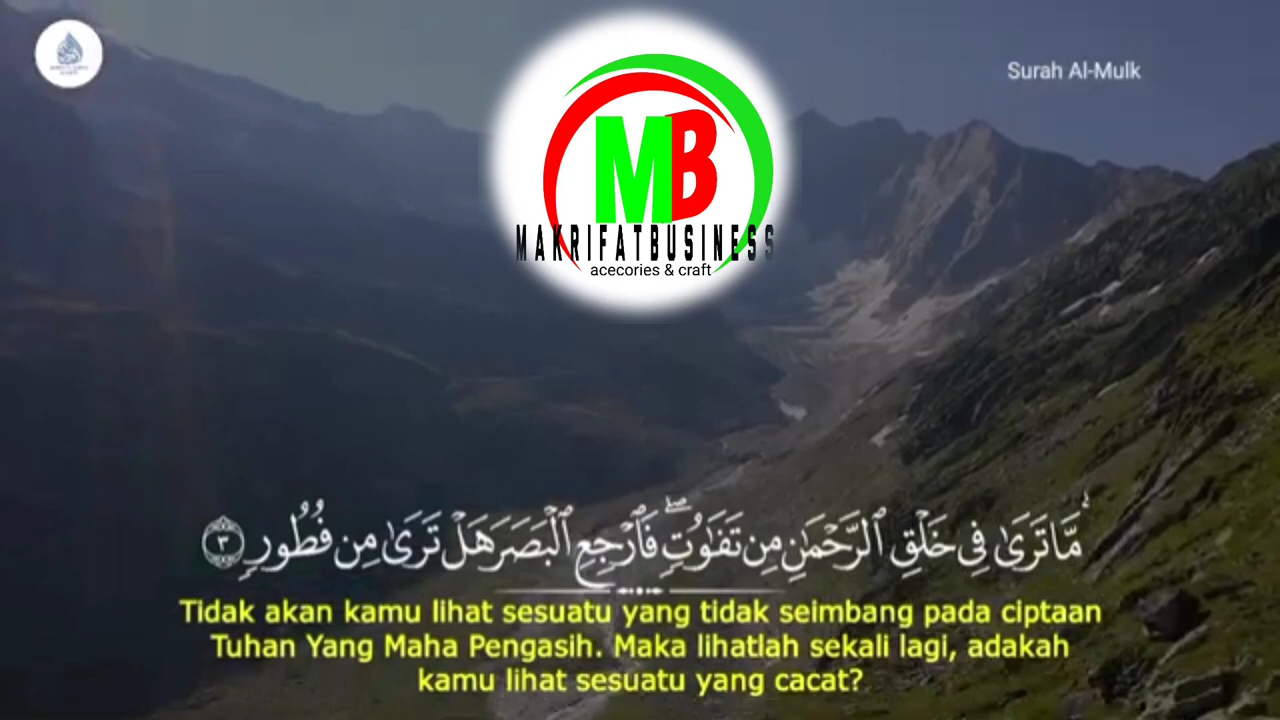 Surah Al-Mulk
MB
MAKRIFATBUSINESS
acecories & craft
مَّا تَرَىٰ فِى خَلْقِ ٱلرَّحْمَـٰنِ مِن تَفَـٰوُتٍۢ ۖ فَٱرْجِعِ ٱلْبَصَرَ هَلْ تَرَىٰ مِن فُطُورٍۢ ٣
Tidak akan kamu lihat sesuatu yang tidak seimbang pada ciptaan
Tuhan Yang Maha Pengasih. Maka lihatlah sekali lagi, adakah
kamu lihat sesuatu yang cacat?